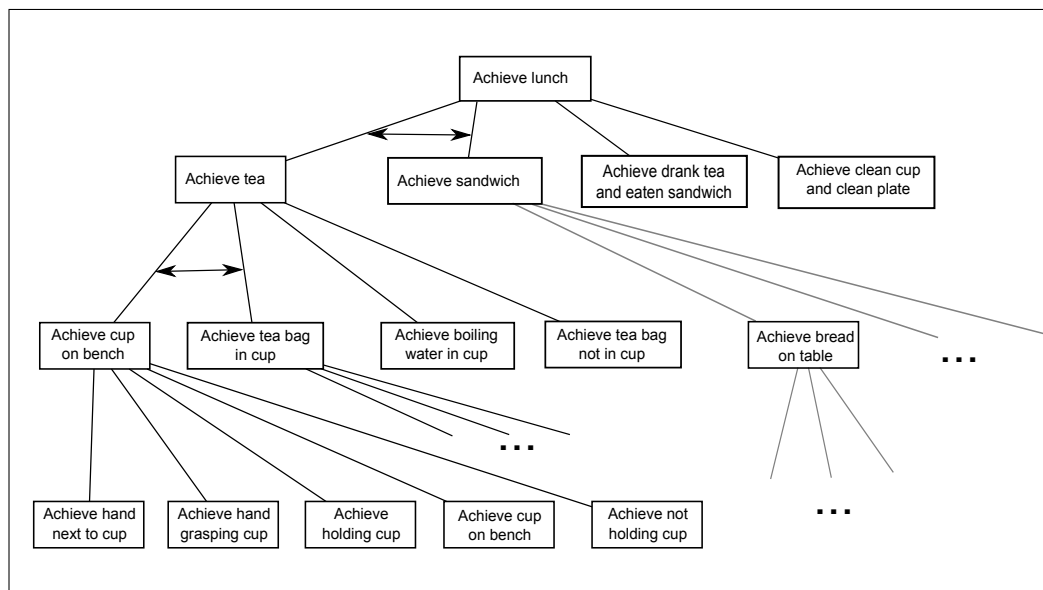 Achieve lunch
Achieve tea
Achieve sandwich
Achieve drank tea
and eaten sandwich
Achieve clean cup
and clean plate
Achieve cup
on bench
Achieve tea bag
in cup
Achieve boiling
water in cup
Achieve tea bag
not in cup
Achieve bread
on table
...
...
Achieve hand
next to cup
Achieve hand
grasping cup
Achieve
holding cup
Achieve cup
on bench
Achieve not
holding cup
...